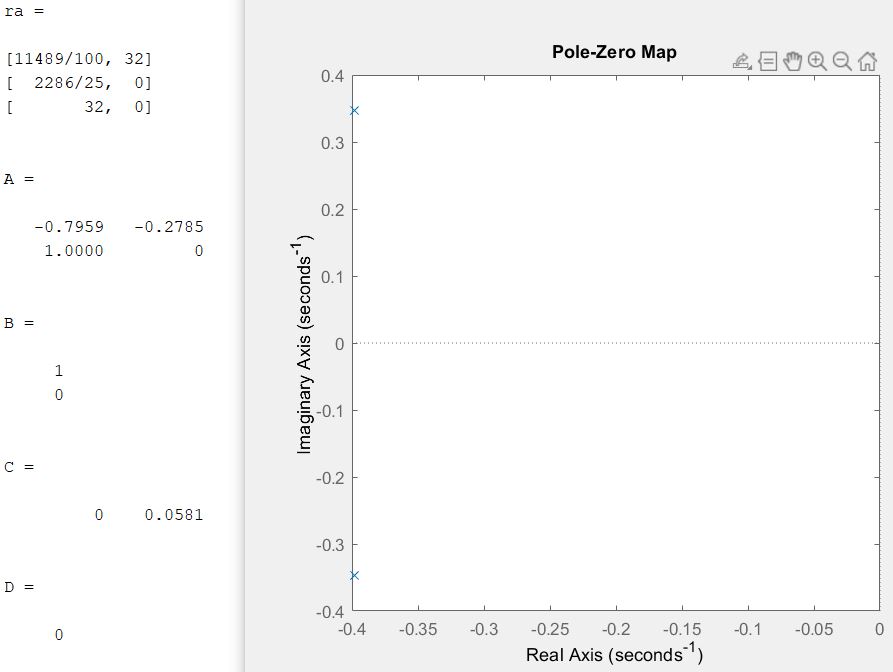 ra =
[11489/100, 32]
[  2286/25,  0]
[       32,  0]
A =
-0.7959   -0.2785
1.0000         0
B =
1
0
C =
0    0.0581
D =
0
Pole-Zero Map
0.4
0.3
0.2
0.1
0
-0.1
-0.2
-0.3
-0.4
Imaginary Axis (seconds⁻¹)
-0.4 -0.35 -0.3 -0.25 -0.2 -0.15 -0.1 -0.05 0
Real Axis (seconds⁻¹)